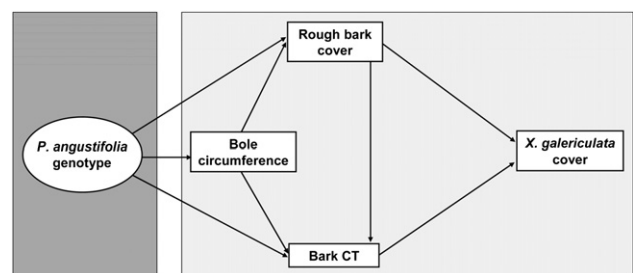 Rough bark
cover
P. angustifolia
genotype
Bole
circumference
X. galericulata
cover
Bark CT